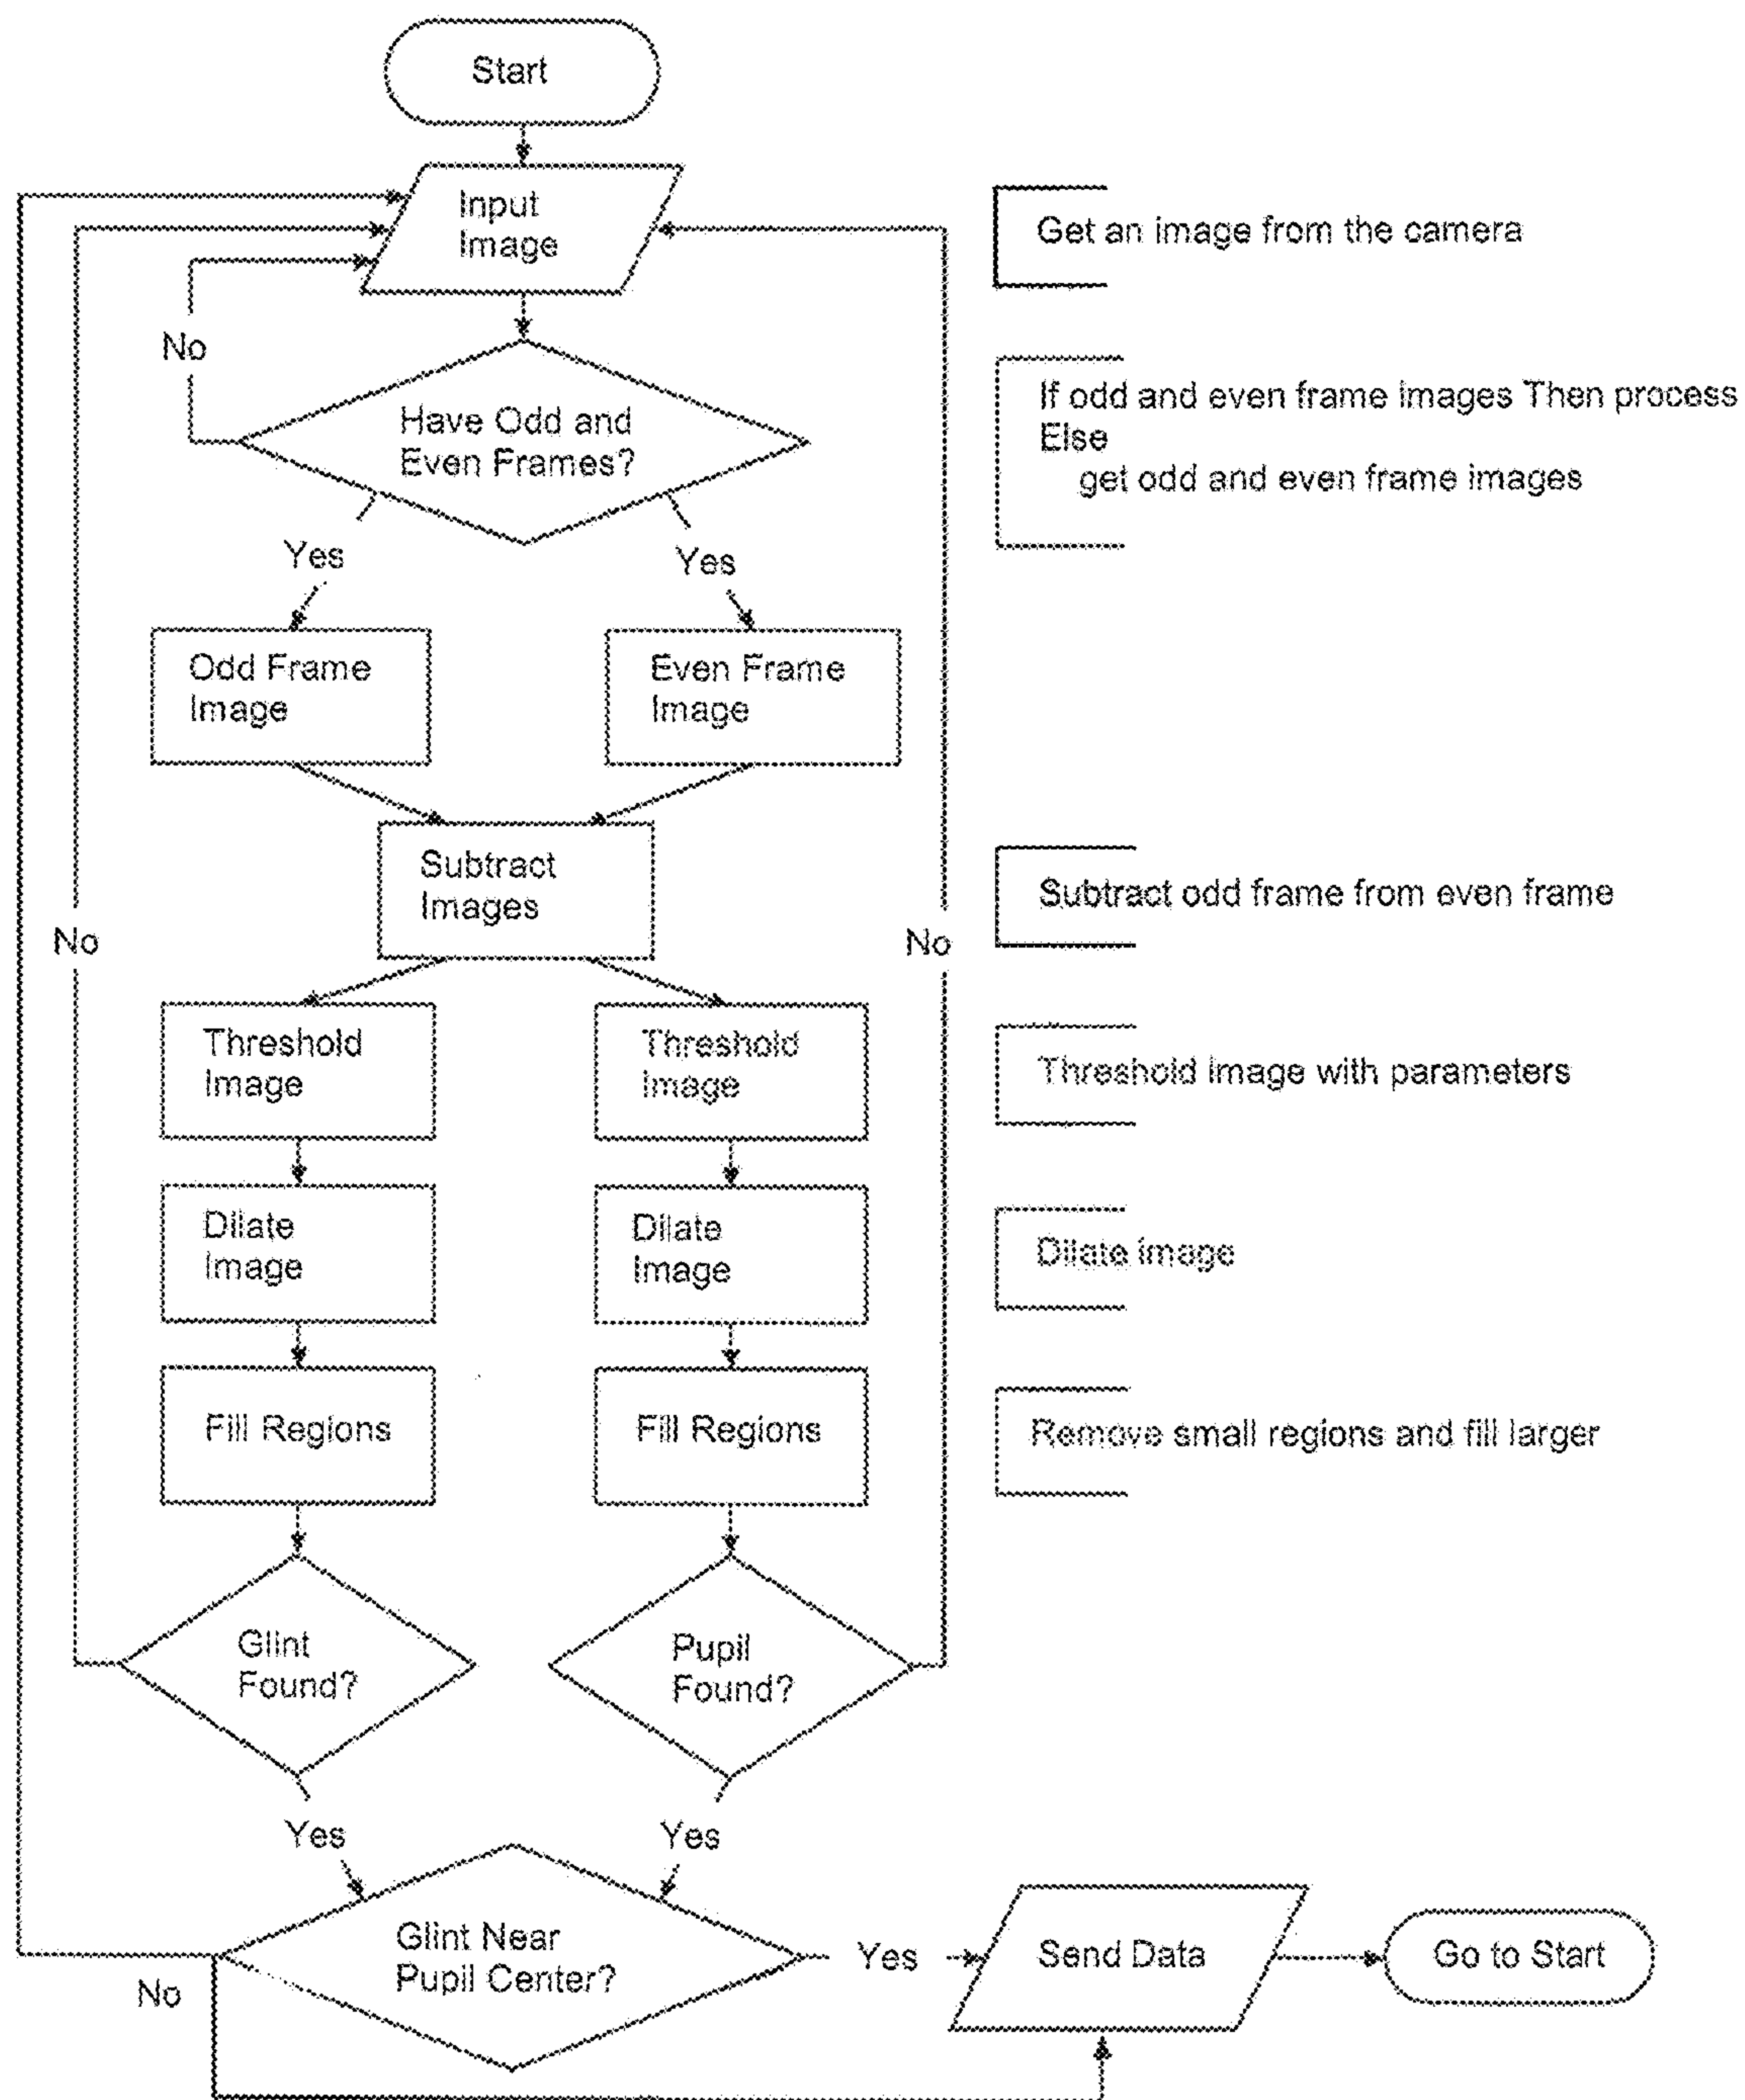 Start
Input
Image
Get an image from the camera
No
Have Odd and
Even Frames?
If odd and even frame images Then process
Else
get odd and even frame images
Yes
Yes
Odd Frame
Image
Even Frame
Image
Subtract
Images
Subtract odd frame from even frame
No
No
Threshold
Image
Threshold
Image
Threshold image with parameters
Dilate
Image
Dilate
Image
Dilate image
Fill Regions
Fill Regions
Remove small regions and fill larger
Glint
Found?
Pupil
Found?
Yes
Yes
Glint Near
Pupil Center?
Yes
Send Data
Go to Start
No